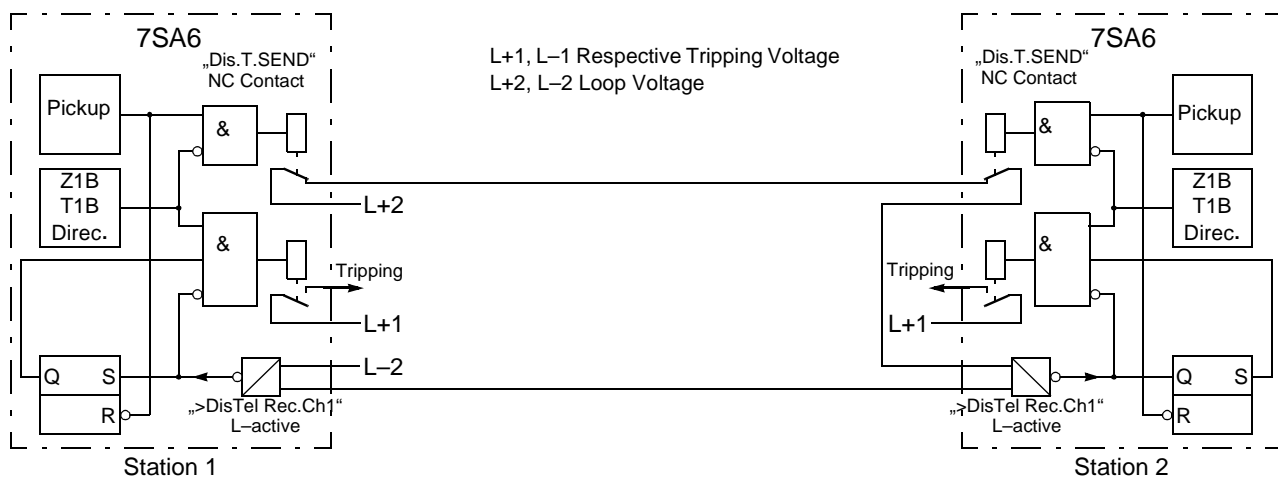 7SA6
„Dis.T.SEND“
NC Contact
Pickup
&
Z1B
T1B
Direc.
L+2
&
Tripping
L+1
L–2
Q S
R
„>DisTel Rec.Ch1“
L–active
Station 1
L+1, L–1 Respective Tripping Voltage
L+2, L–2 Loop Voltage
7SA6
„Dis.T.SEND“
NC Contact
&
Pickup
Z1B
T1B
Direc.
&
Tripping
L+1
Q S
R
„>DisTel Rec.Ch1“
L–active
Station 2